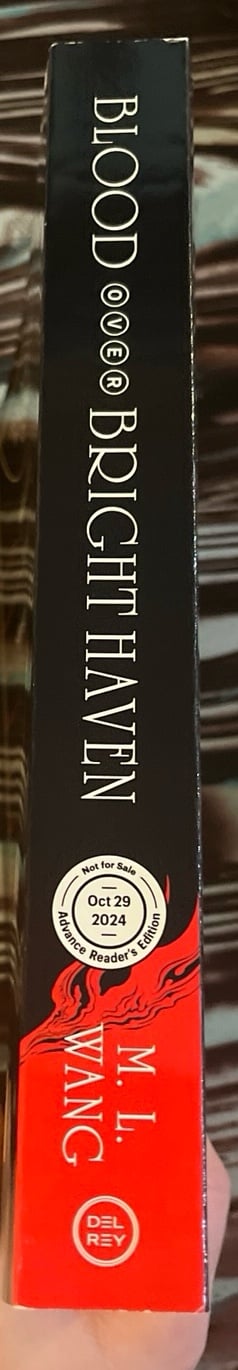 BLOOD OVER BRIGHT HAVEN
Not for Sale
Oct 29
2024
Advance Reader's Edition
M. L.
WANG
DEL
REY